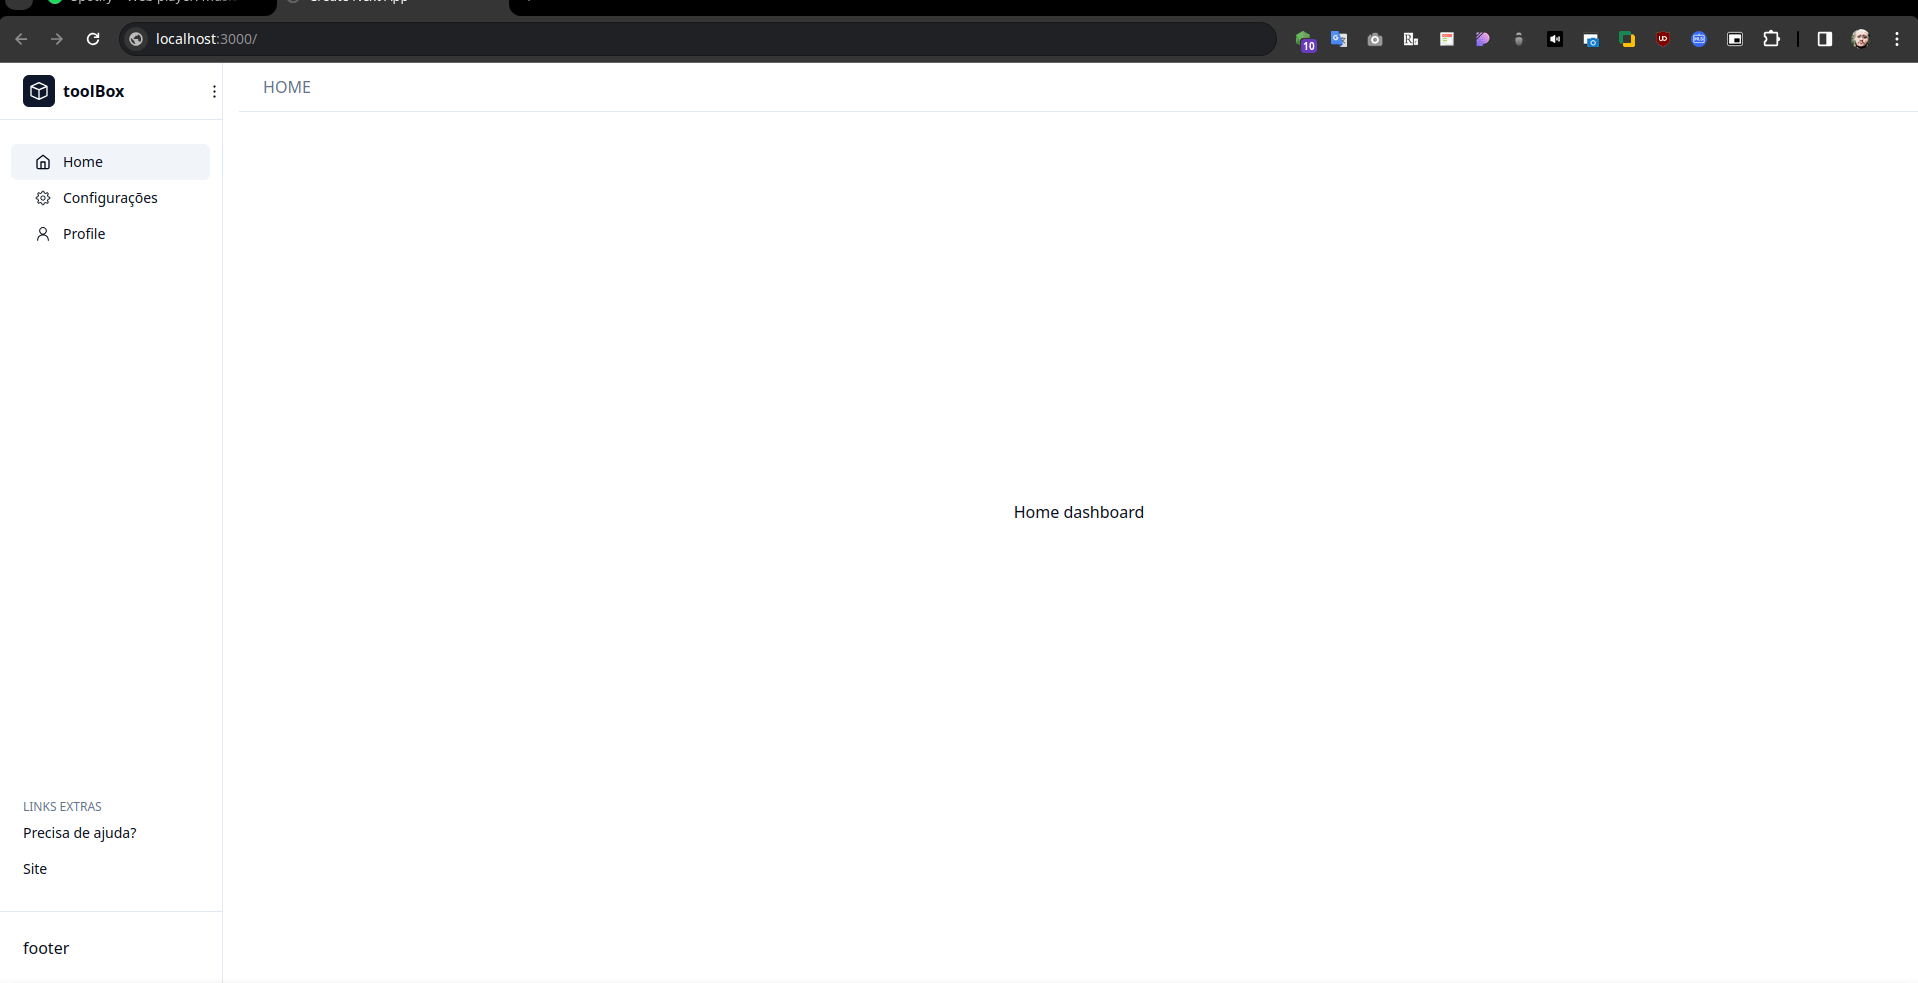 localhost:3000/
10
toolBox
HOME
Home
Configurações
Profile
Home dashboard
LINKS EXTRAS
Precisa de ajuda?
Site
footer